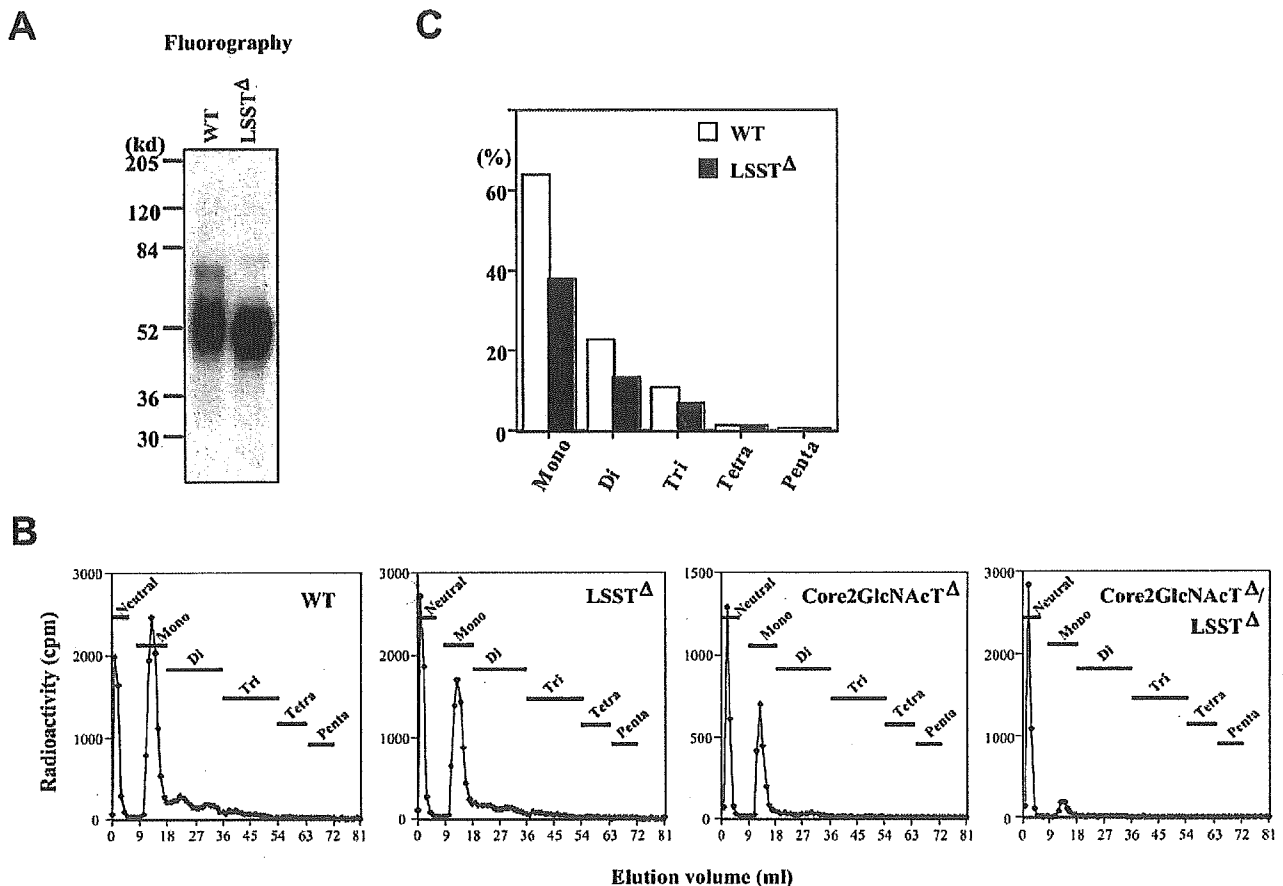 A
Fluorography
WT
LSST Δ
(kd)
205
120
84
52
36
30
C
(%)
60
40
20
0
WT
LSST Δ
Mono
Di
Tri
Tetra
Penta
B
Radioactivity (cpm)
3000
2000
1000
0
Neutral
Mono
Di
Tri
Tetra
Penta
WT
0 9 18 27 36 45 54 63 72 81
3000
2000
1000
0
Neutral
Mono
Di
Tri
Tetra
Penta
LSST Δ
0 9 18 27 36 45 54 63 72 81
1500
1000
500
0
Neutral
Mono
Di
Tri
Tetra
Penta
Core2GlcNAcT Δ
0 9 18 27 36 45 54 63 72 81
3000
2000
1000
0
Neutral
Mono
Di
Tri
Tetra
Penta
Core2GlcNAcT Δ/
LSST Δ
0 9 18 27 36 45 54 63 72 81
Elution volume (ml)